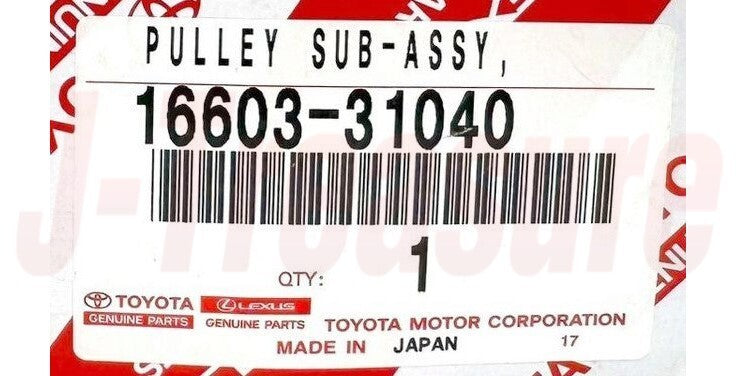 PULLEY SUB-ASSY,
16603-31040
J-Treasure
QTY: 1
TOYOTA LEXUS
GENUINE PARTS GENUINE PARTS TOYOTA MOTOR CORPORATION
MADE IN JAPAN 17